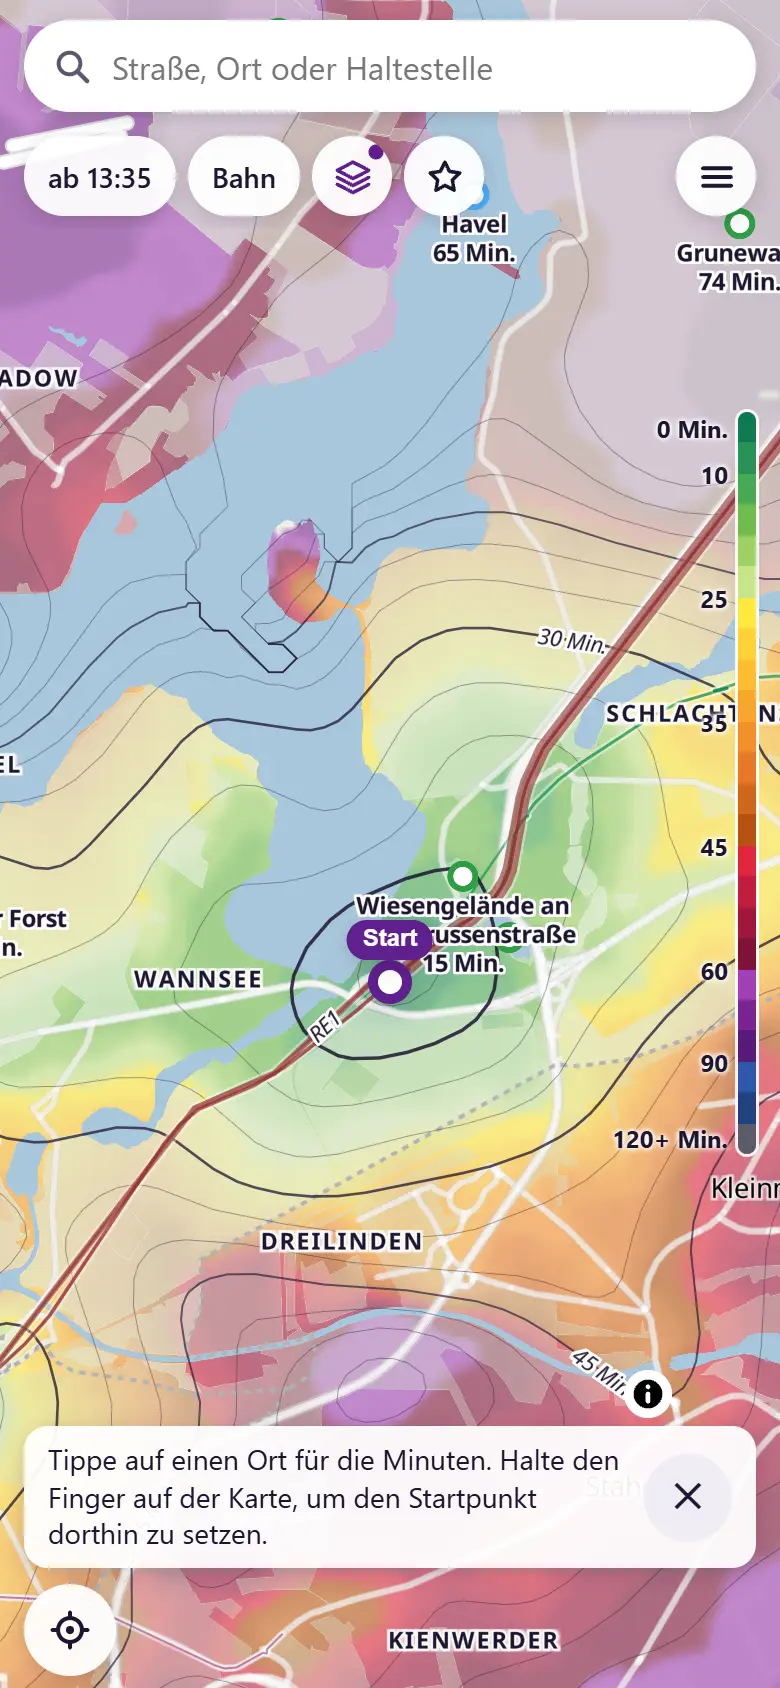 Straße, Ort oder Haltestelle
ab 13:35
Bahn
Havel
65 Min.
Grunewa
74 Min.
ADOW
0 Min.
10
25
30 Min.
SCHLACHT
35
EL
45
r Forst
n.
Wiesengelände an
Start
russenstraße
15 Min.
WANNSEE
60
RE1
90
120+ Min.
Kleinm
DREILINDEN
45 Min.
Tippe auf einen Ort für die Minuten. Halte den
Finger auf der Karte, um den Startpunkt
dorthin zu setzen.
KIENWERDER